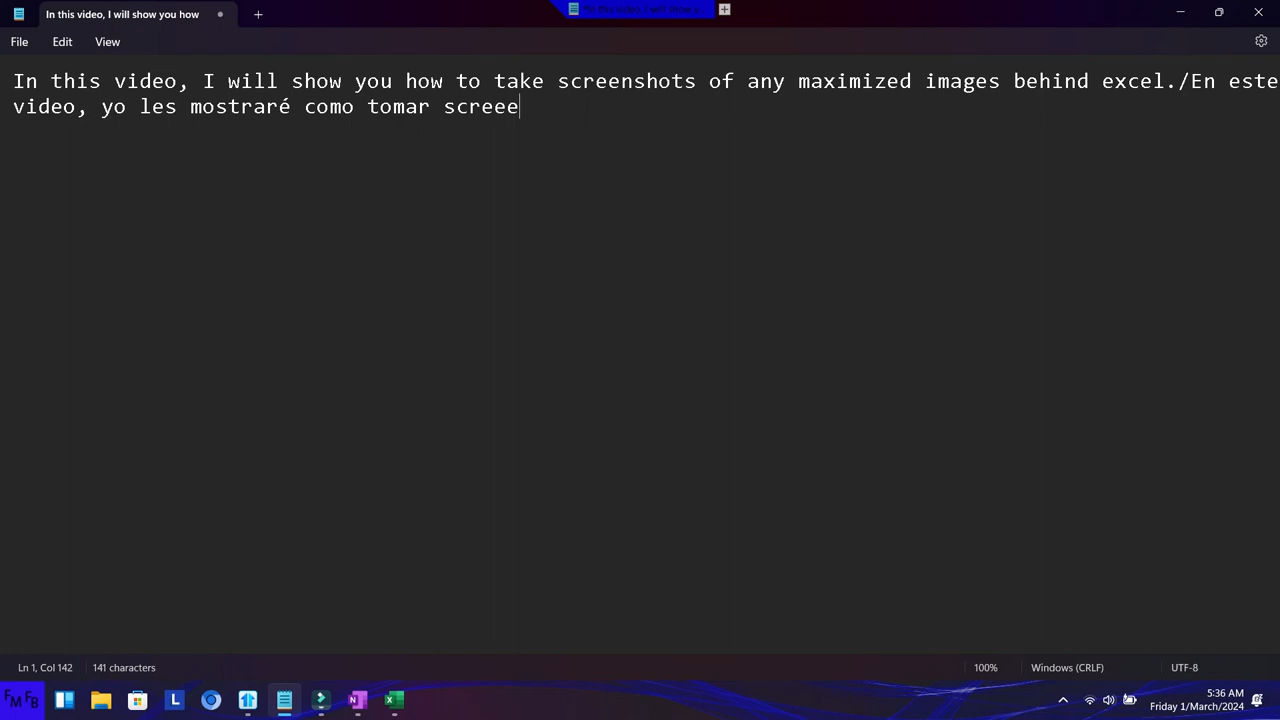 In this video, I will show you how
File Edit View
In this video, I will show you how to take screenshots of any maximized images behind excel./En este
video, yo les mostraré como tomar screee
Ln 1, Col 142 141 characters 100% Windows (CRLF) UTF-8
FM FB L N X 5:36 AM
Friday 1/March/2024